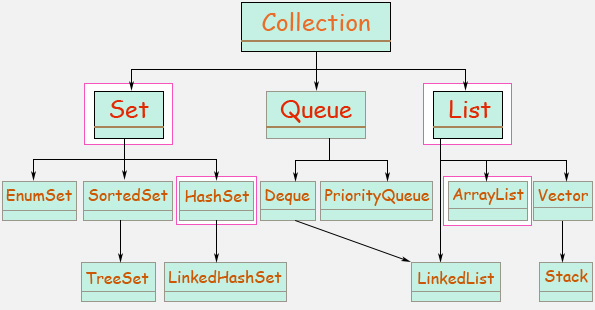 Collection
Set
Queue
List
EnumSet
SortedSet
HashSet
Deque
PriorityQueue
ArrayList
Vector
TreeSet
LinkedHashSet
LinkedList
Stack